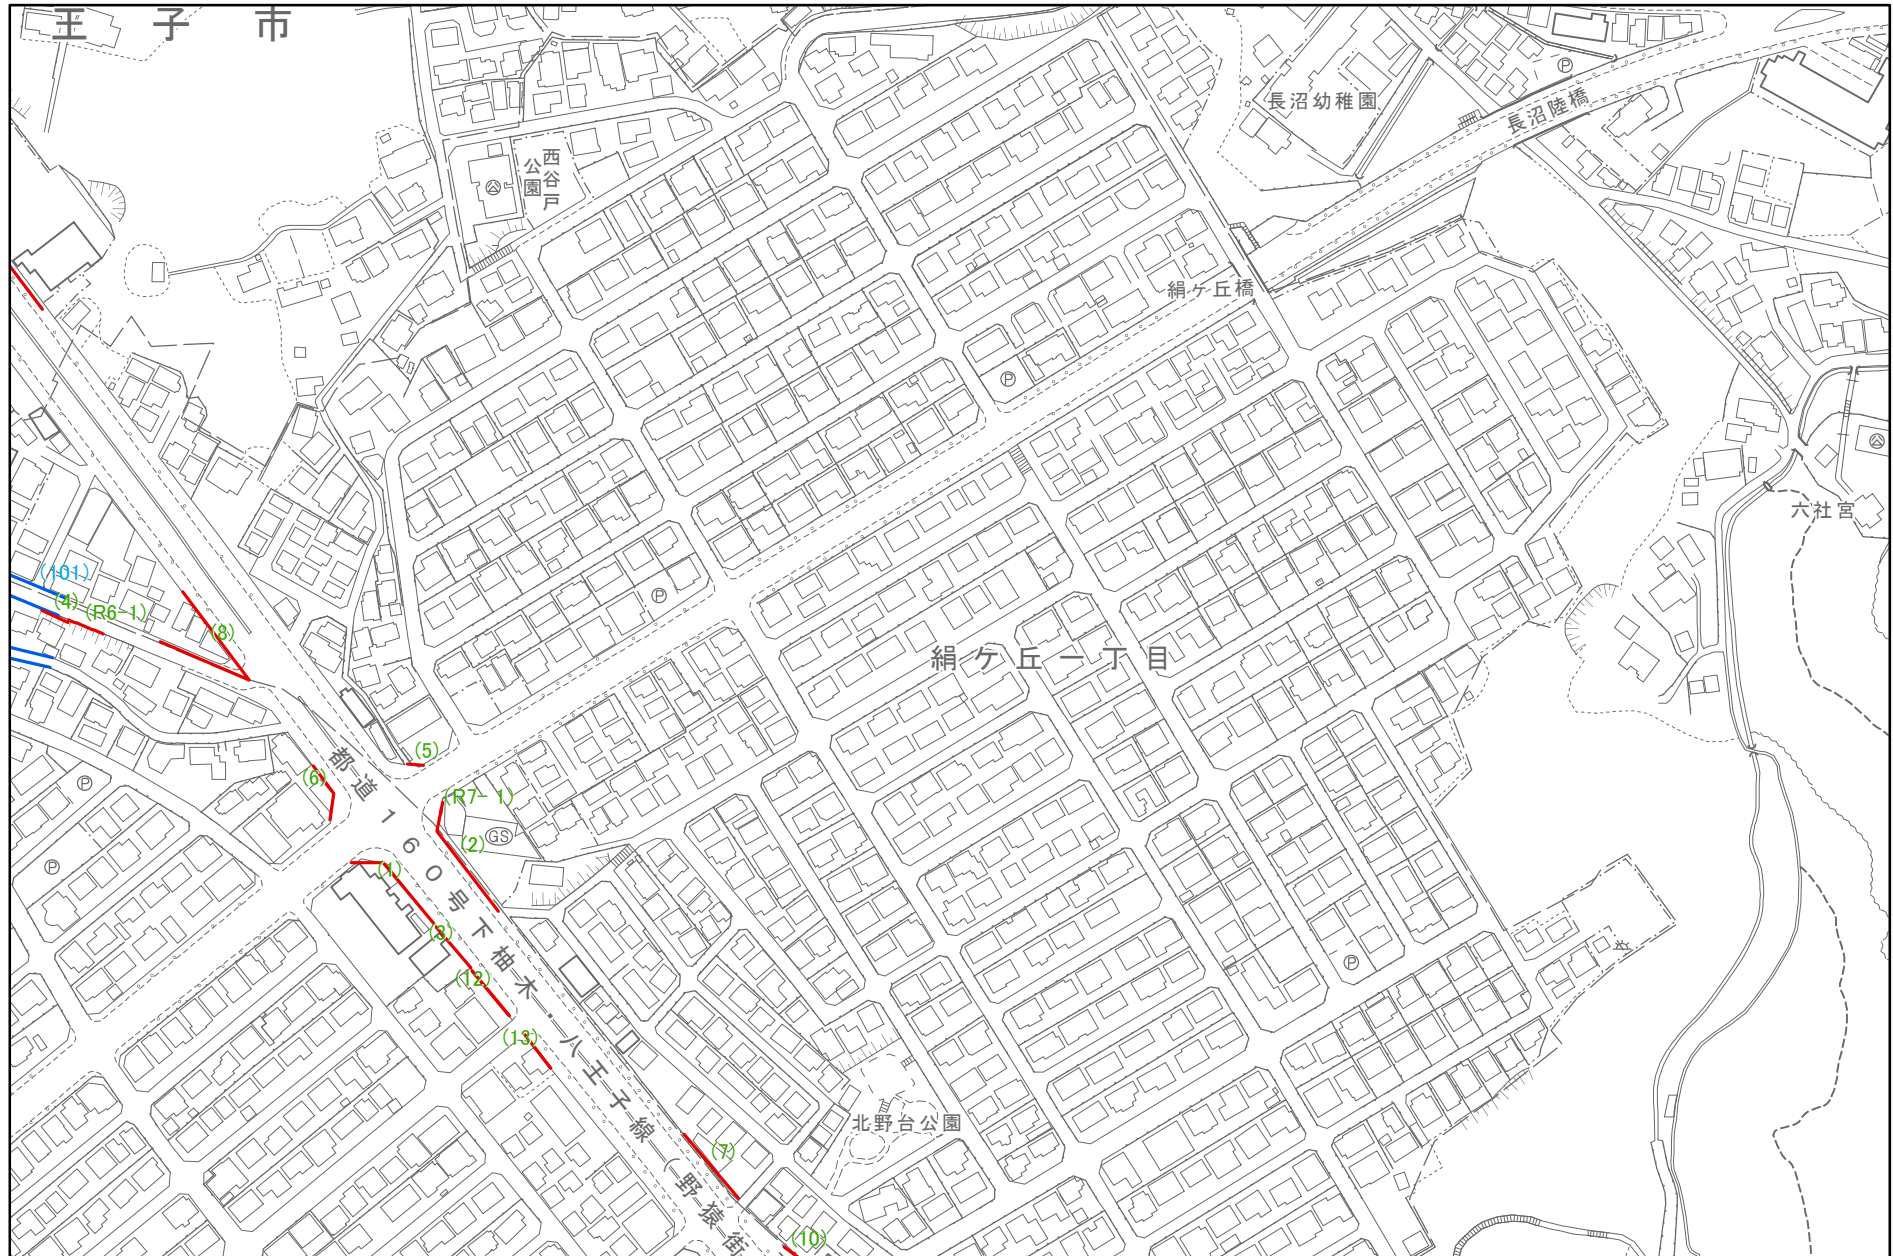 王子市
長沼幼稚園
長沼陸橋
西谷戸
公園
絹ヶ丘橋
六社宮
(101)
(4)
(R6-1)
(8)
絹ケ丘一丁目
(5)
(6)
(R7-1)
(2)
GS
(1)
(3)
(12)
(13)
都道160号下柚木・八王子線(野猿街
北野台公園
(7)
(10)
P
P
P
P
P
P